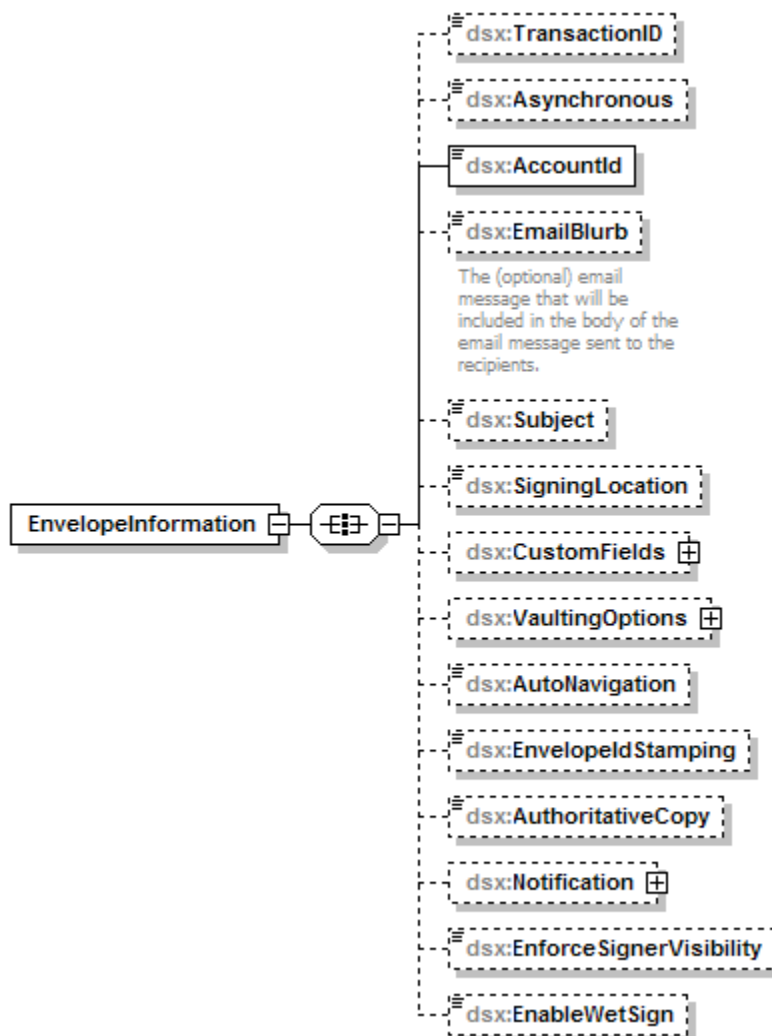 dsx:TransactionID
dsx:Asynchronous
dsx:AccountId
dsx:EmailBlurb
The (optional) email
message that will be
included in the body of the
email message sent to the
recipients.
dsx:Subject
dsx:SigningLocation
EnvelopeInformation
dsx:CustomFields
dsx:VaultingOptions
dsx:AutoNavigation
dsx:EnvelopeIdStamping
dsx:AuthoritativeCopy
dsx:Notification
dsx:EnforceSignerVisibility
dsx:EnableWetSign